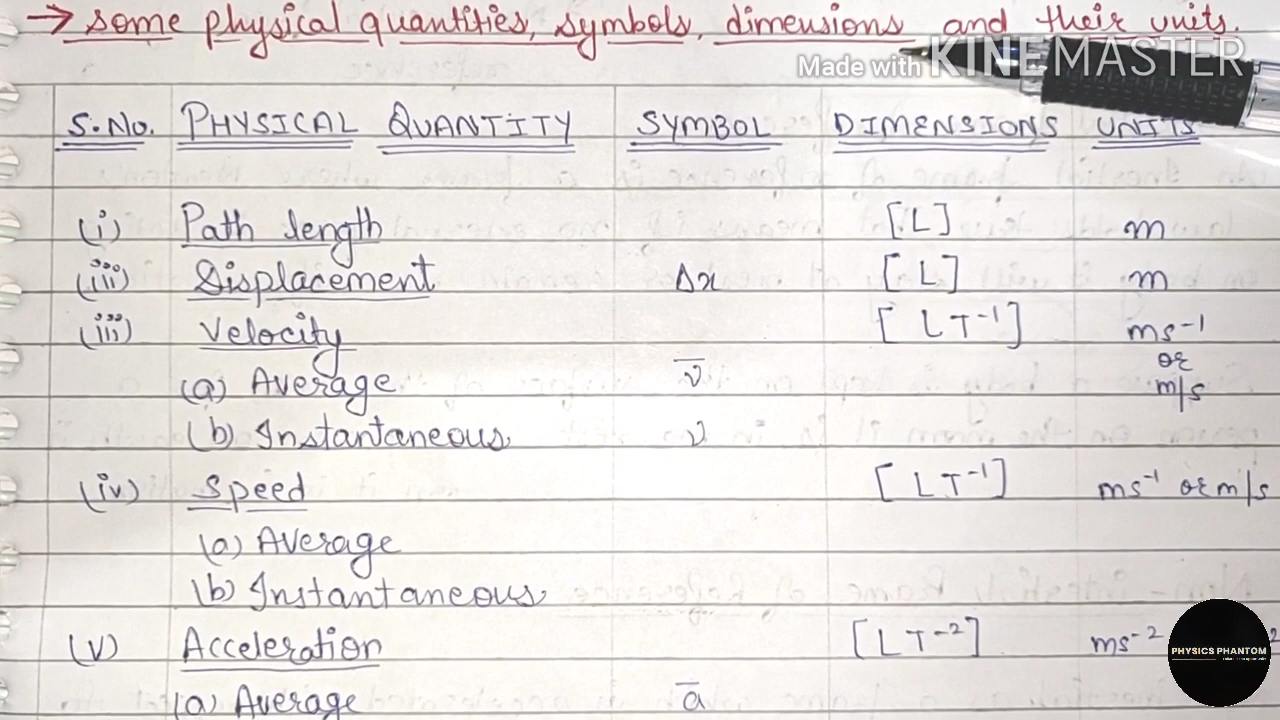 → some physical quantities, symbols, dimensions and their units.
Made with KINEMASTER
S.No. PHYSICAL QUANTITY SYMBOL DIMENSIONS UNITS
(i) Path length [L] m
(iii) Displacement Δx [L] m
(iii) Velocity [LT⁻¹] ms⁻¹
or
(a) Average v̅ m/s
(b) Instantaneous v
(iv) Speed [LT⁻¹] ms⁻¹ or m/s
(a) Average
(b) Instantaneous
(v) Acceleration [LT⁻²] ms⁻²
PHYSICS PHANTOM
(a) Average a̅